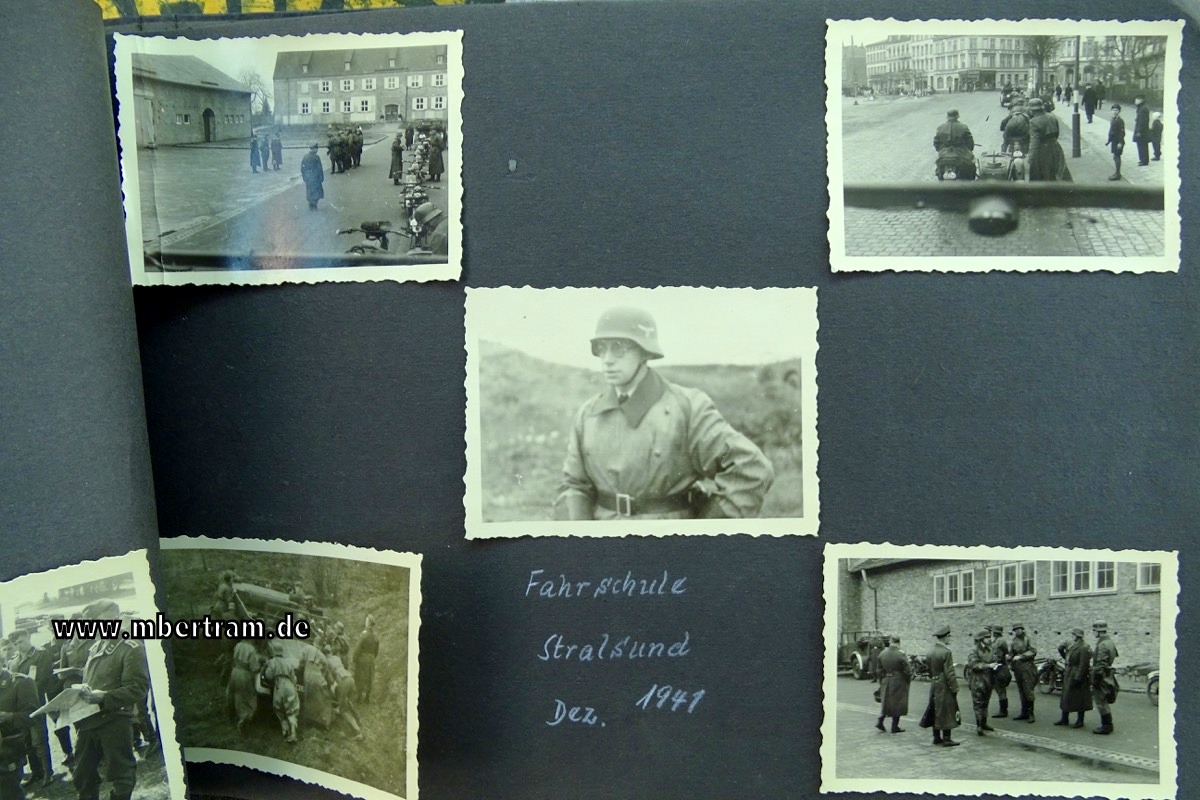 www.mbertram.de
Fahrschule
Stralsund
Dez. 1941